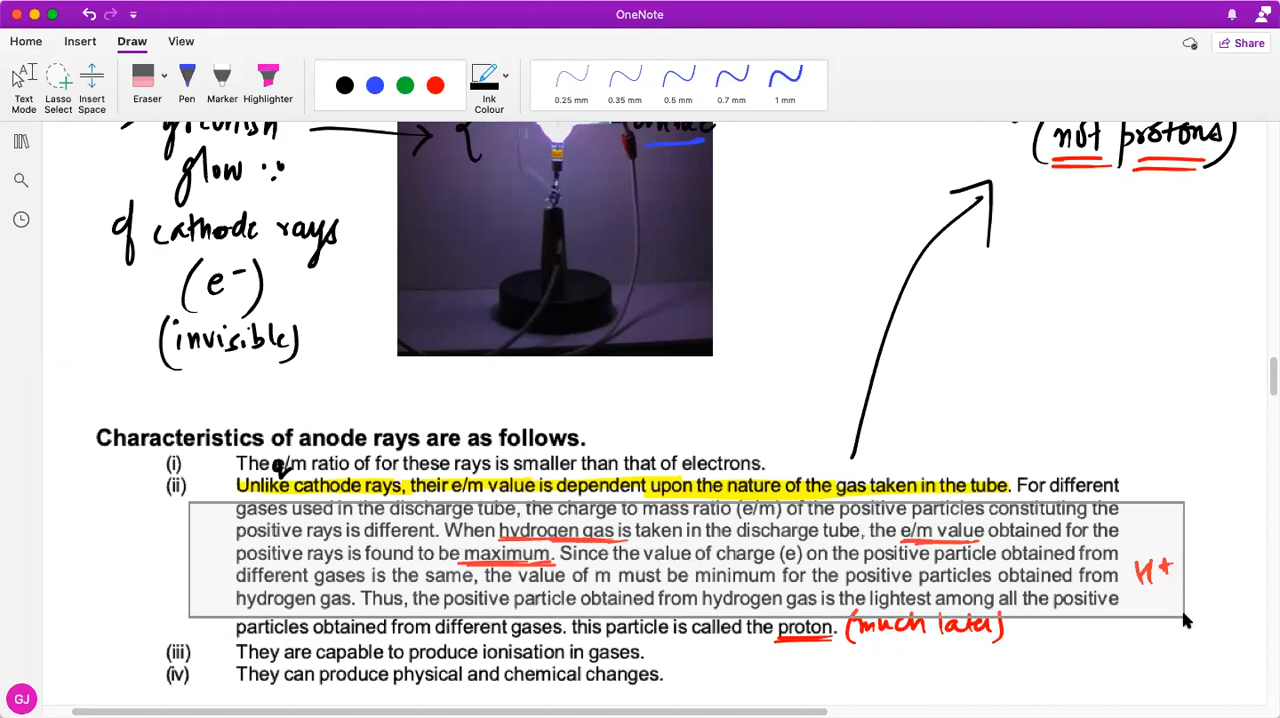 OneNote
Home Insert Draw View
Share
Text Mode
Lasso Select
Insert Space
Eraser
Pen
Marker
Highlighter
Ink Colour
0.25 mm
0.35 mm
0.5 mm
0.7 mm
1 mm
greenish
glow ∵
of cathode rays
(e⁻)
(invisible)
(not protons)
Characteristics of anode rays are as follows.
(i) The q/m ratio of for these rays is smaller than that of electrons.
(ii) Unlike cathode rays, their e/m value is dependent upon the nature of the gas taken in the tube. For different
gases used in the discharge tube, the charge to mass ratio (e/m) of the positive particles constituting the
positive rays is different. When hydrogen gas is taken in the discharge tube, the e/m value obtained for the
positive rays is found to be maximum. Since the value of charge (e) on the positive particle obtained from
different gases is the same, the value of m must be minimum for the positive particles obtained from
H+
hydrogen gas. Thus, the positive particle obtained from hydrogen gas is the lightest among all the positive
particles obtained from different gases. this particle is called the proton. (much later)
(iii) They are capable to produce ionisation in gases.
(iv) They can produce physical and chemical changes.
GJ